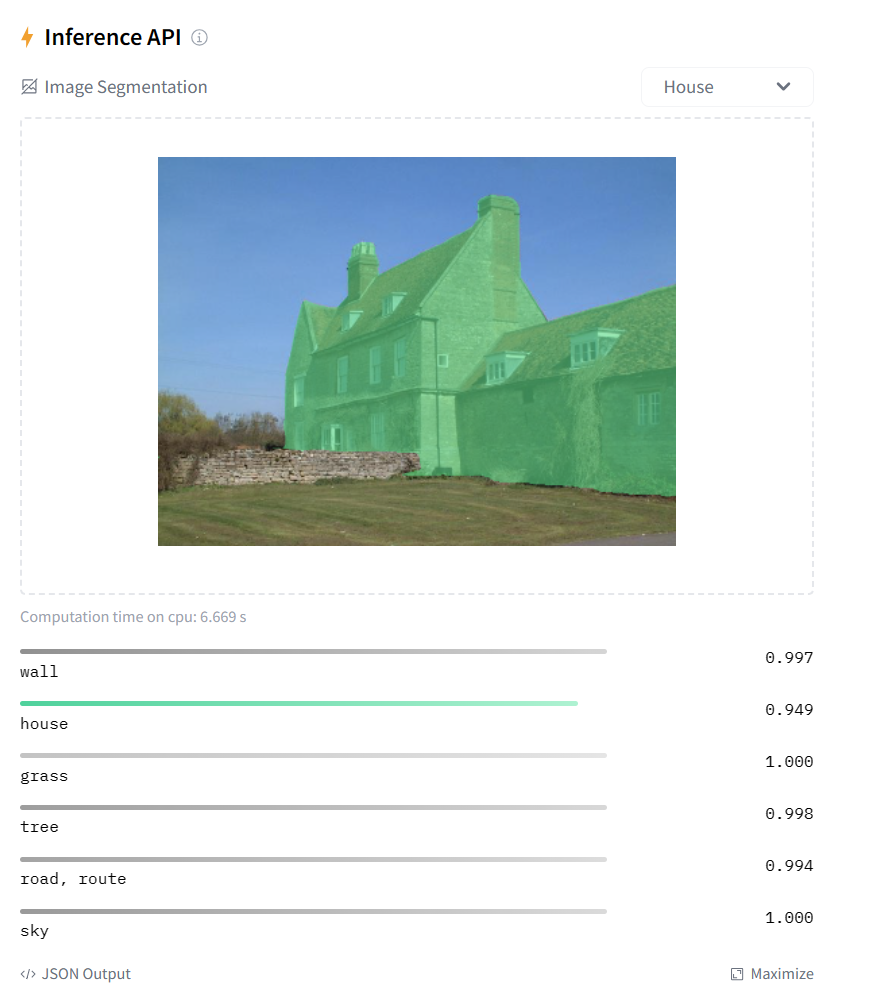 Inference API
Image Segmentation
House
Computation time on cpu: 6.669 s
wall 0.997
house 0.949
grass 1.000
tree 0.998
road, route 0.994
sky 1.000
</> JSON Output
Maximize